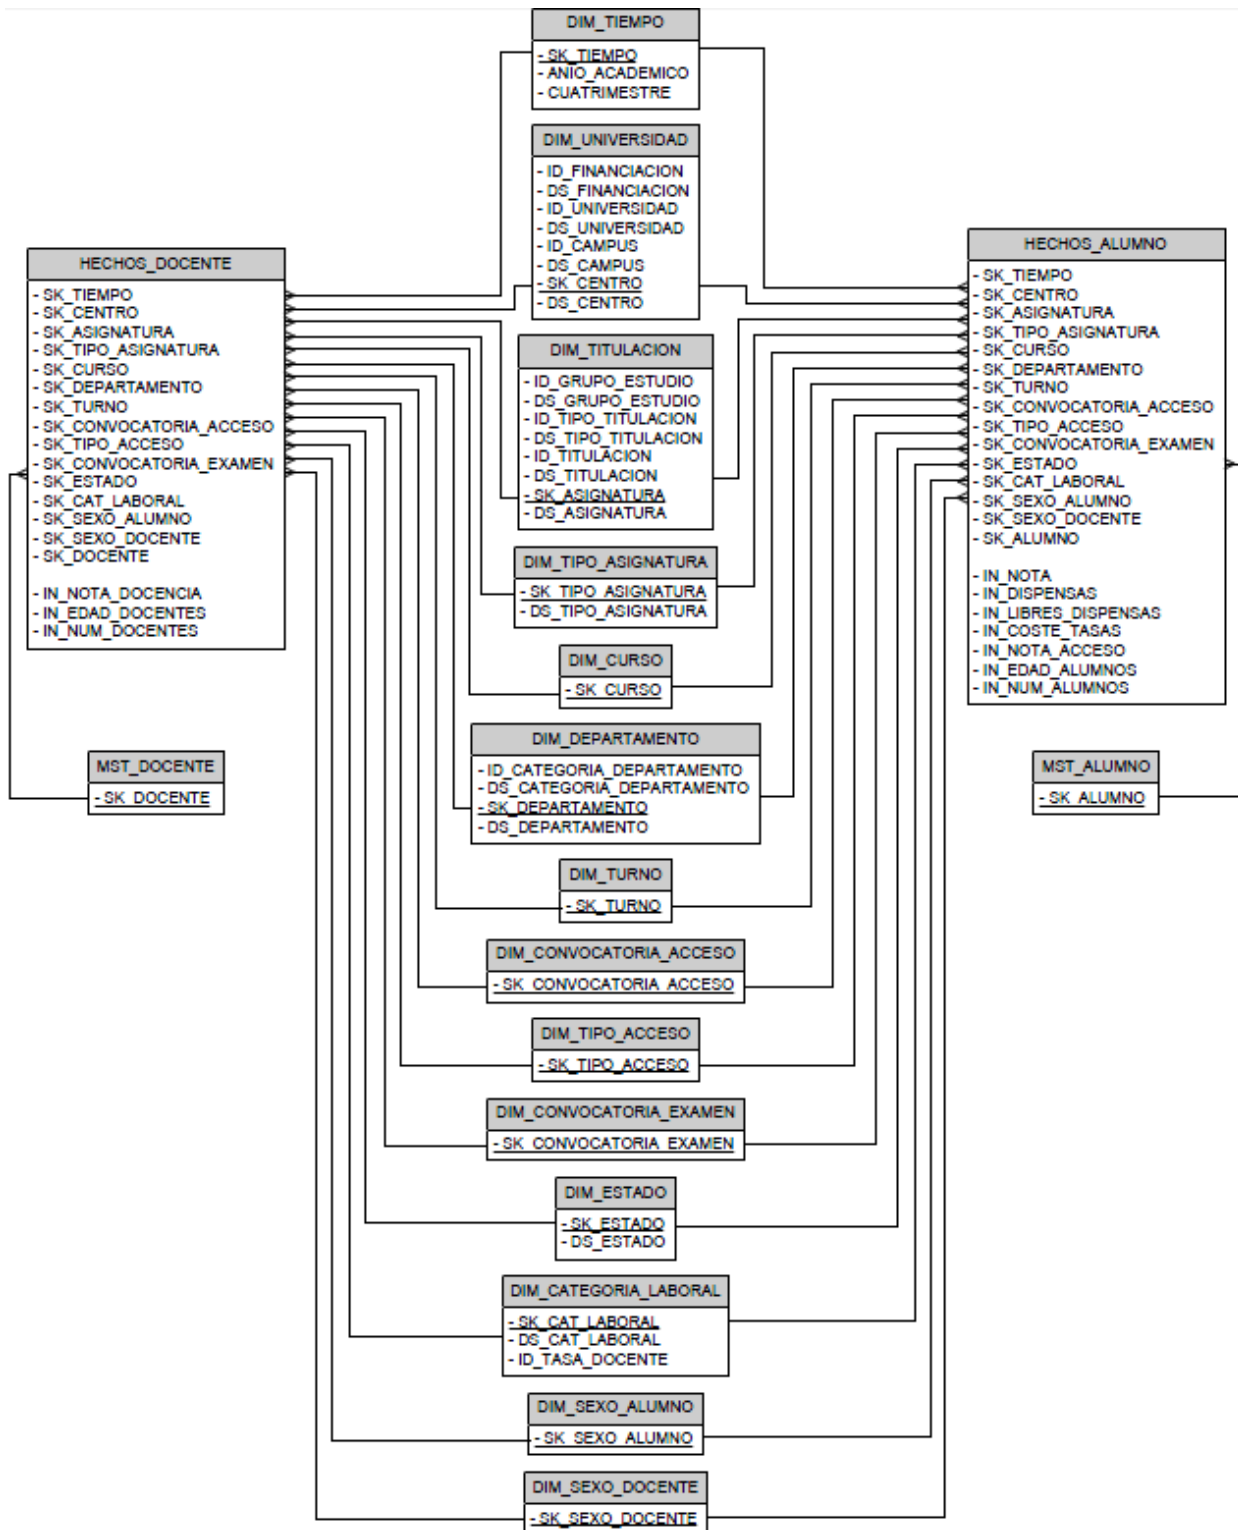 DIM_TIEMPO
- SK_TIEMPO
- ANIO_ACADEMICO
- CUATRIMESTRE
DIM_UNIVERSIDAD
- ID_FINANCIACION
- DS_FINANCIACION
- ID_UNIVERSIDAD
- DS_UNIVERSIDAD
- ID_CAMPUS
- DS_CAMPUS
- SK_CENTRO
- DS_CENTRO
HECHOS_DOCENTE
- SK_TIEMPO
- SK_CENTRO
- SK_ASIGNATURA
- SK_TIPO_ASIGNATURA
- SK_CURSO
- SK_DEPARTAMENTO
- SK_TURNO
- SK_CONVOCATORIA_ACCESO
- SK_TIPO_ACCESO
- SK_CONVOCATORIA_EXAMEN
- SK_ESTADO
- SK_CAT_LABORAL
- SK_SEXO_ALUMNO
- SK_SEXO_DOCENTE
- SK_DOCENTE
- IN_NOTA_DOCENCIA
- IN_EDAD_DOCENTES
- IN_NUM_DOCENTES
HECHOS_ALUMNO
- SK_TIEMPO
- SK_CENTRO
- SK_ASIGNATURA
- SK_TIPO_ASIGNATURA
- SK_CURSO
- SK_DEPARTAMENTO
- SK_TURNO
- SK_CONVOCATORIA_ACCESO
- SK_TIPO_ACCESO
- SK_CONVOCATORIA_EXAMEN
- SK_ESTADO
- SK_CAT_LABORAL
- SK_SEXO_ALUMNO
- SK_SEXO_DOCENTE
- SK_ALUMNO
- IN_NOTA
- IN_DISPENSAS
- IN_LIBRES_DISPENSAS
- IN_COSTE_TASAS
- IN_NOTA_ACCESO
- IN_EDAD_ALUMNOS
- IN_NUM_ALUMNOS
DIM_TITULACION
- ID_GRUPO_ESTUDIO
- DS_GRUPO_ESTUDIO
- ID_TIPO_TITULACION
- DS_TIPO_TITULACION
- ID_TITULACION
- DS_TITULACION
- SK_ASIGNATURA
- DS_ASIGNATURA
DIM_TIPO_ASIGNATURA
- SK_TIPO_ASIGNATURA
- DS_TIPO_ASIGNATURA
DIM_CURSO
- SK_CURSO
DIM_DEPARTAMENTO
- ID_CATEGORIA_DEPARTAMENTO
- DS_CATEGORIA_DEPARTAMENTO
- SK_DEPARTAMENTO
- DS_DEPARTAMENTO
MST_DOCENTE
- SK_DOCENTE
MST_ALUMNO
- SK_ALUMNO
DIM_TURNO
- SK_TURNO
DIM_CONVOCATORIA_ACCESO
- SK_CONVOCATORIA_ACCESO
DIM_TIPO_ACCESO
- SK_TIPO_ACCESO
DIM_CONVOCATORIA_EXAMEN
- SK_CONVOCATORIA_EXAMEN
DIM_ESTADO
- SK_ESTADO
- DS_ESTADO
DIM_CATEGORIA_LABORAL
- SK_CAT_LABORAL
- DS_CAT_LABORAL
- ID_TASA_DOCENTE
DIM_SEXO_ALUMNO
- SK_SEXO_ALUMNO
DIM_SEXO_DOCENTE
- SK_SEXO_DOCENTE